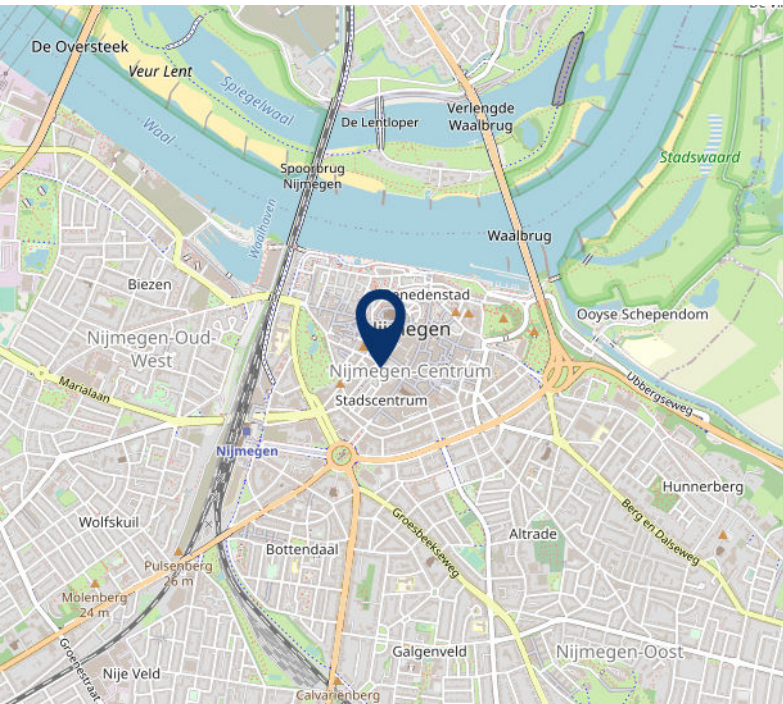 De Oversteek
Veur Lent
Spiegelwaal
De Lentloper
Verlengde
Waalbrug
Waal
Stadswaard
Spoorbrug
Nijmegen
Waalhaven
Waalbrug
Biezen
Benedenstad
Ooyse Schependom
Nijmegen
Nijmegen-Oud-
West
Nijmegen-Centrum
Marialaan
Stadscentrum
Ubbergseweg
Nijmegen
Hunnerberg
Wolfskuil
Groesbeekseweg
Berg en Dalseweg
Altrade
Bottendaal
Pulsenberg
26 m
Molenberg
24 m
Groenestraat
Galgenveld
Nijmegen-Oost
Nije Veld
Calvariënberg